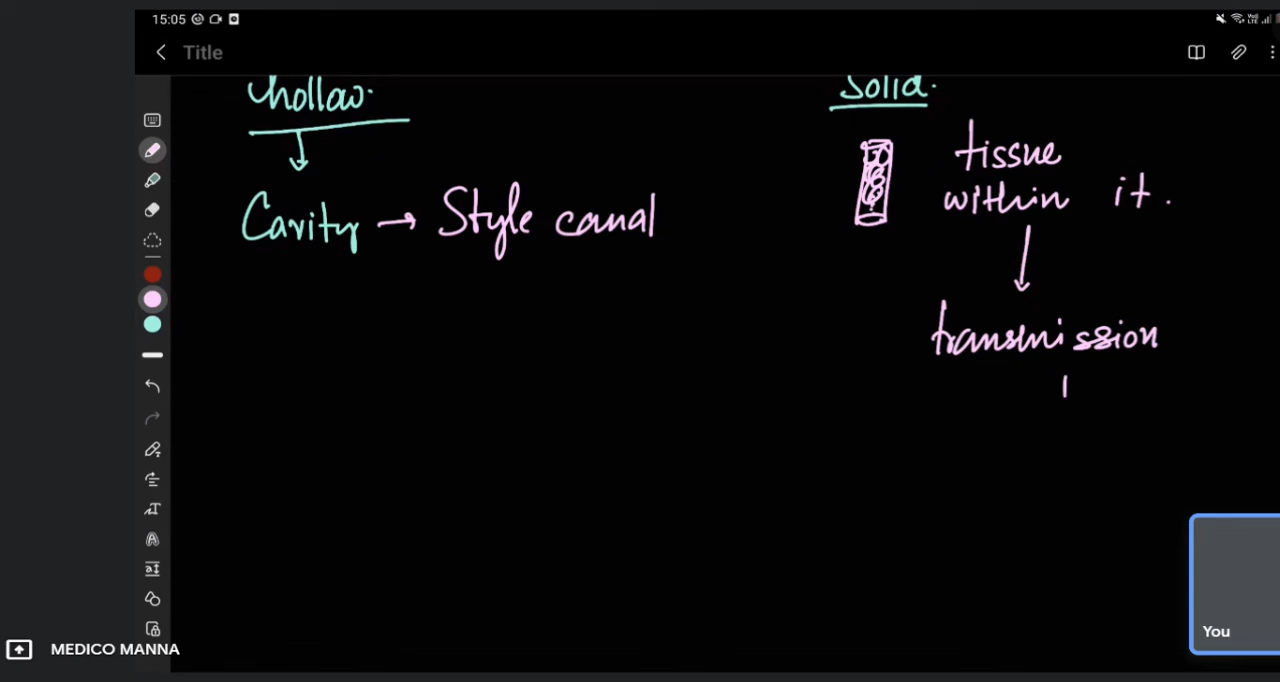 15:05
Title
hollow.
Cavity → Style canal
Solid.
tissue
within it.
transmission
You
MEDICO MANNA